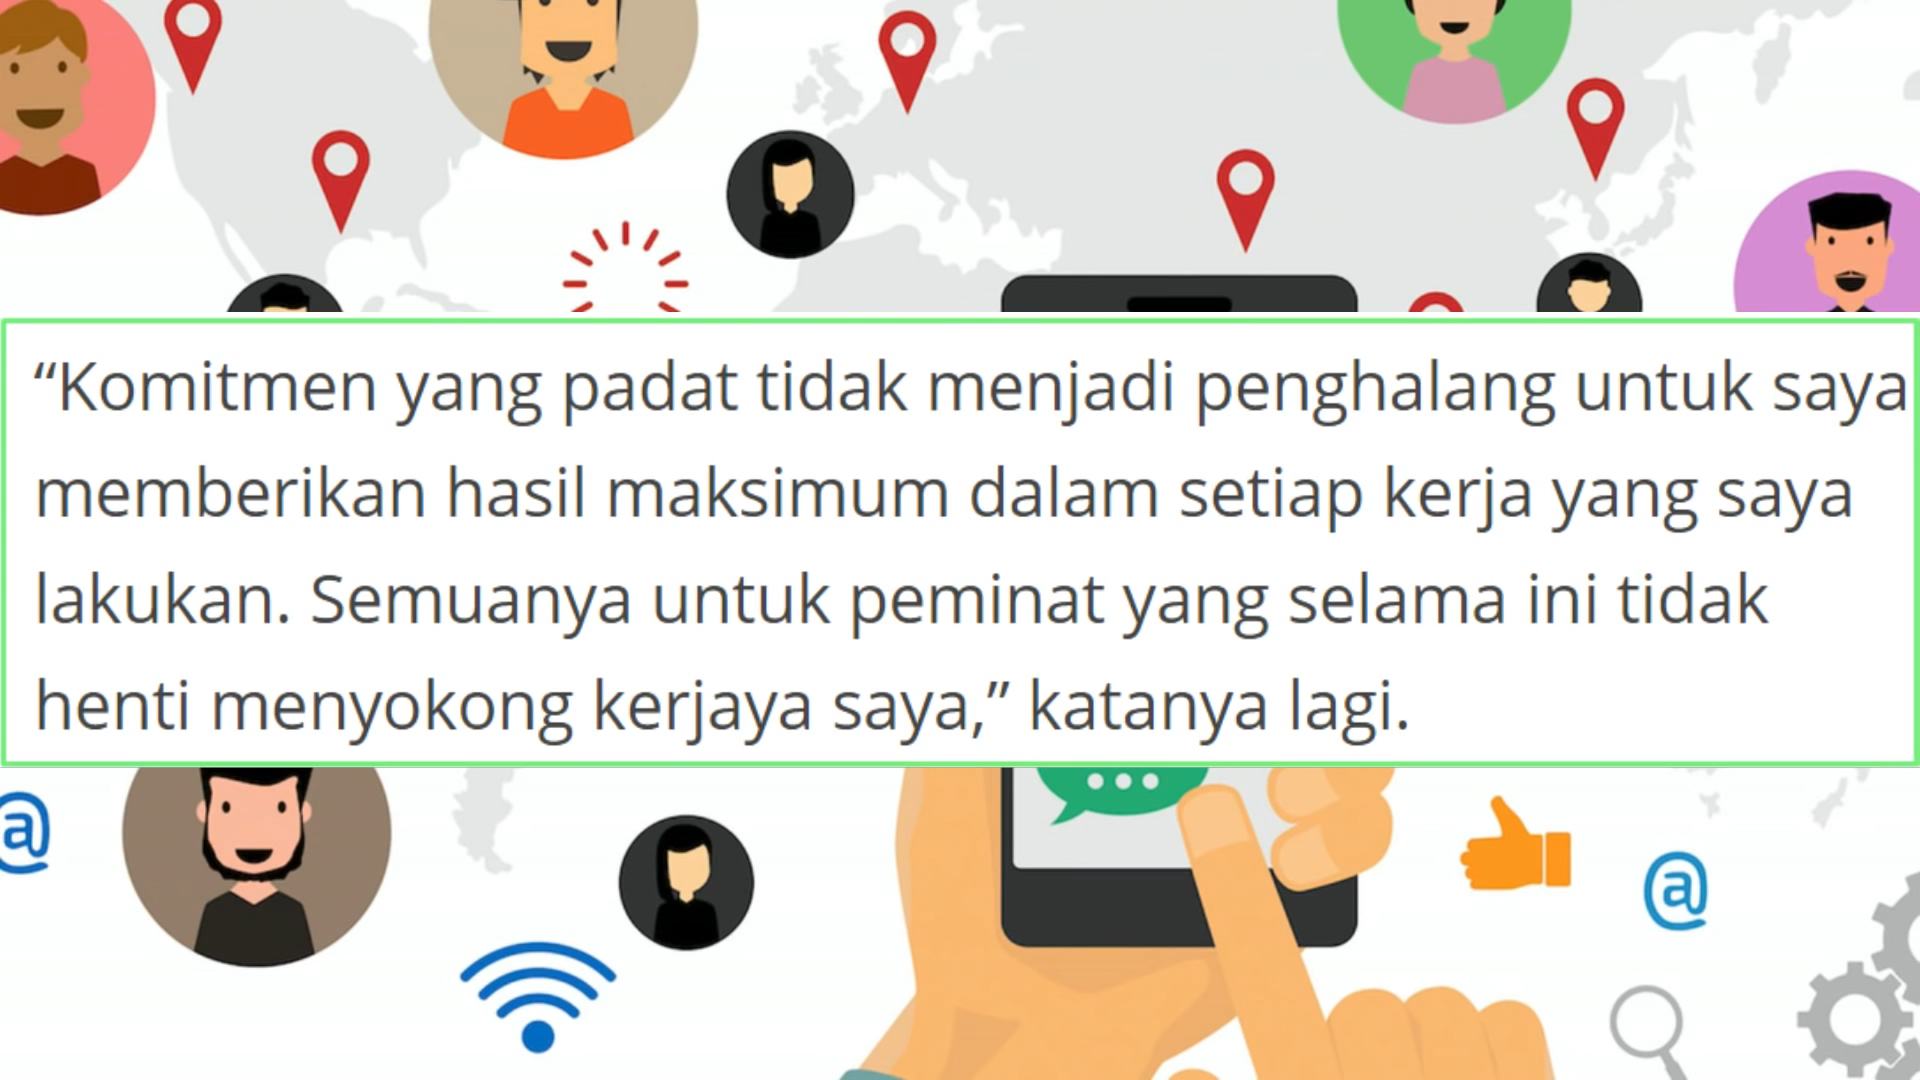 “Komitmen yang padat tidak menjadi penghalang untuk saya
memberikan hasil maksimum dalam setiap kerja yang saya
lakukan. Semuanya untuk peminat yang selama ini tidak
henti menyokong kerjaya saya,” katanya lagi.
@
@